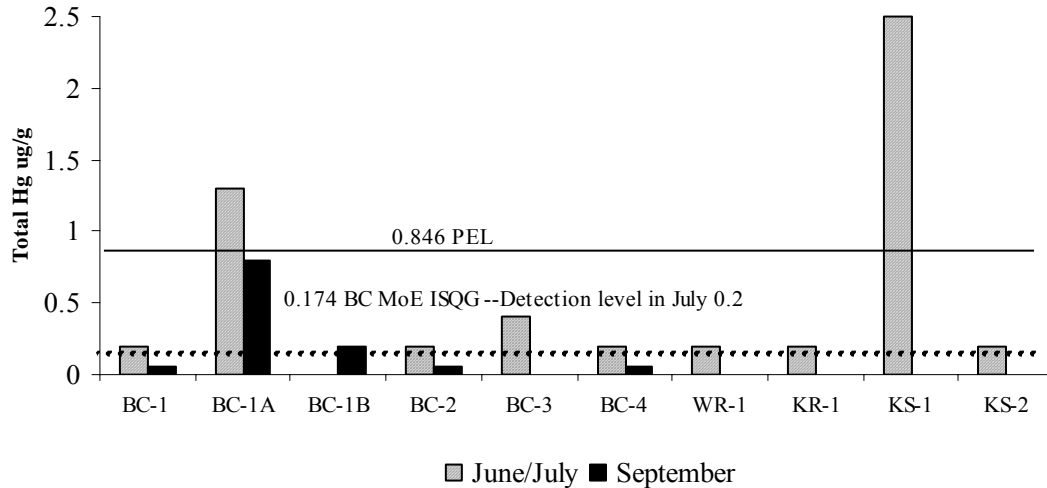 2.5
2
1.5
1
0.5
0
Total Hg ug/g
0.846 PEL
0.174 BC MoE ISQG --Detection level in July 0.2
BC-1 BC-1A BC-1B BC-2 BC-3 BC-4 WR-1 KR-1 KS-1 KS-2
June/July September